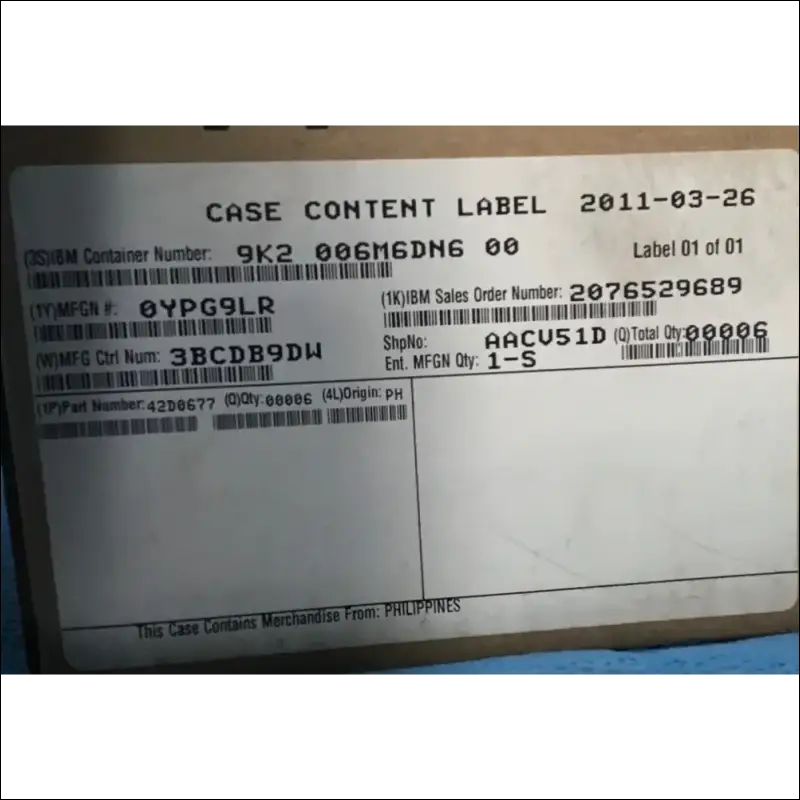 CASE CONTENT LABEL 2011-03-26
(3S)IBM Container Number: 9K2 006M6DN6 00 Label 01 of 01
(1Y)MFGN #: 0YPG9LR (1K)IBM Sales Order Number: 2076529689
(W)MFG Ctrl Num: 3BCDB9DW ShpNo: AACV51D (Q)Total Qty:00006
Ent. MFGN Qty: 1-S
(1P)Part Number:42D0677 (Q)Qty:00006 (4L)Origin: PH
This Case Contains Merchandise From: PHILIPPINES